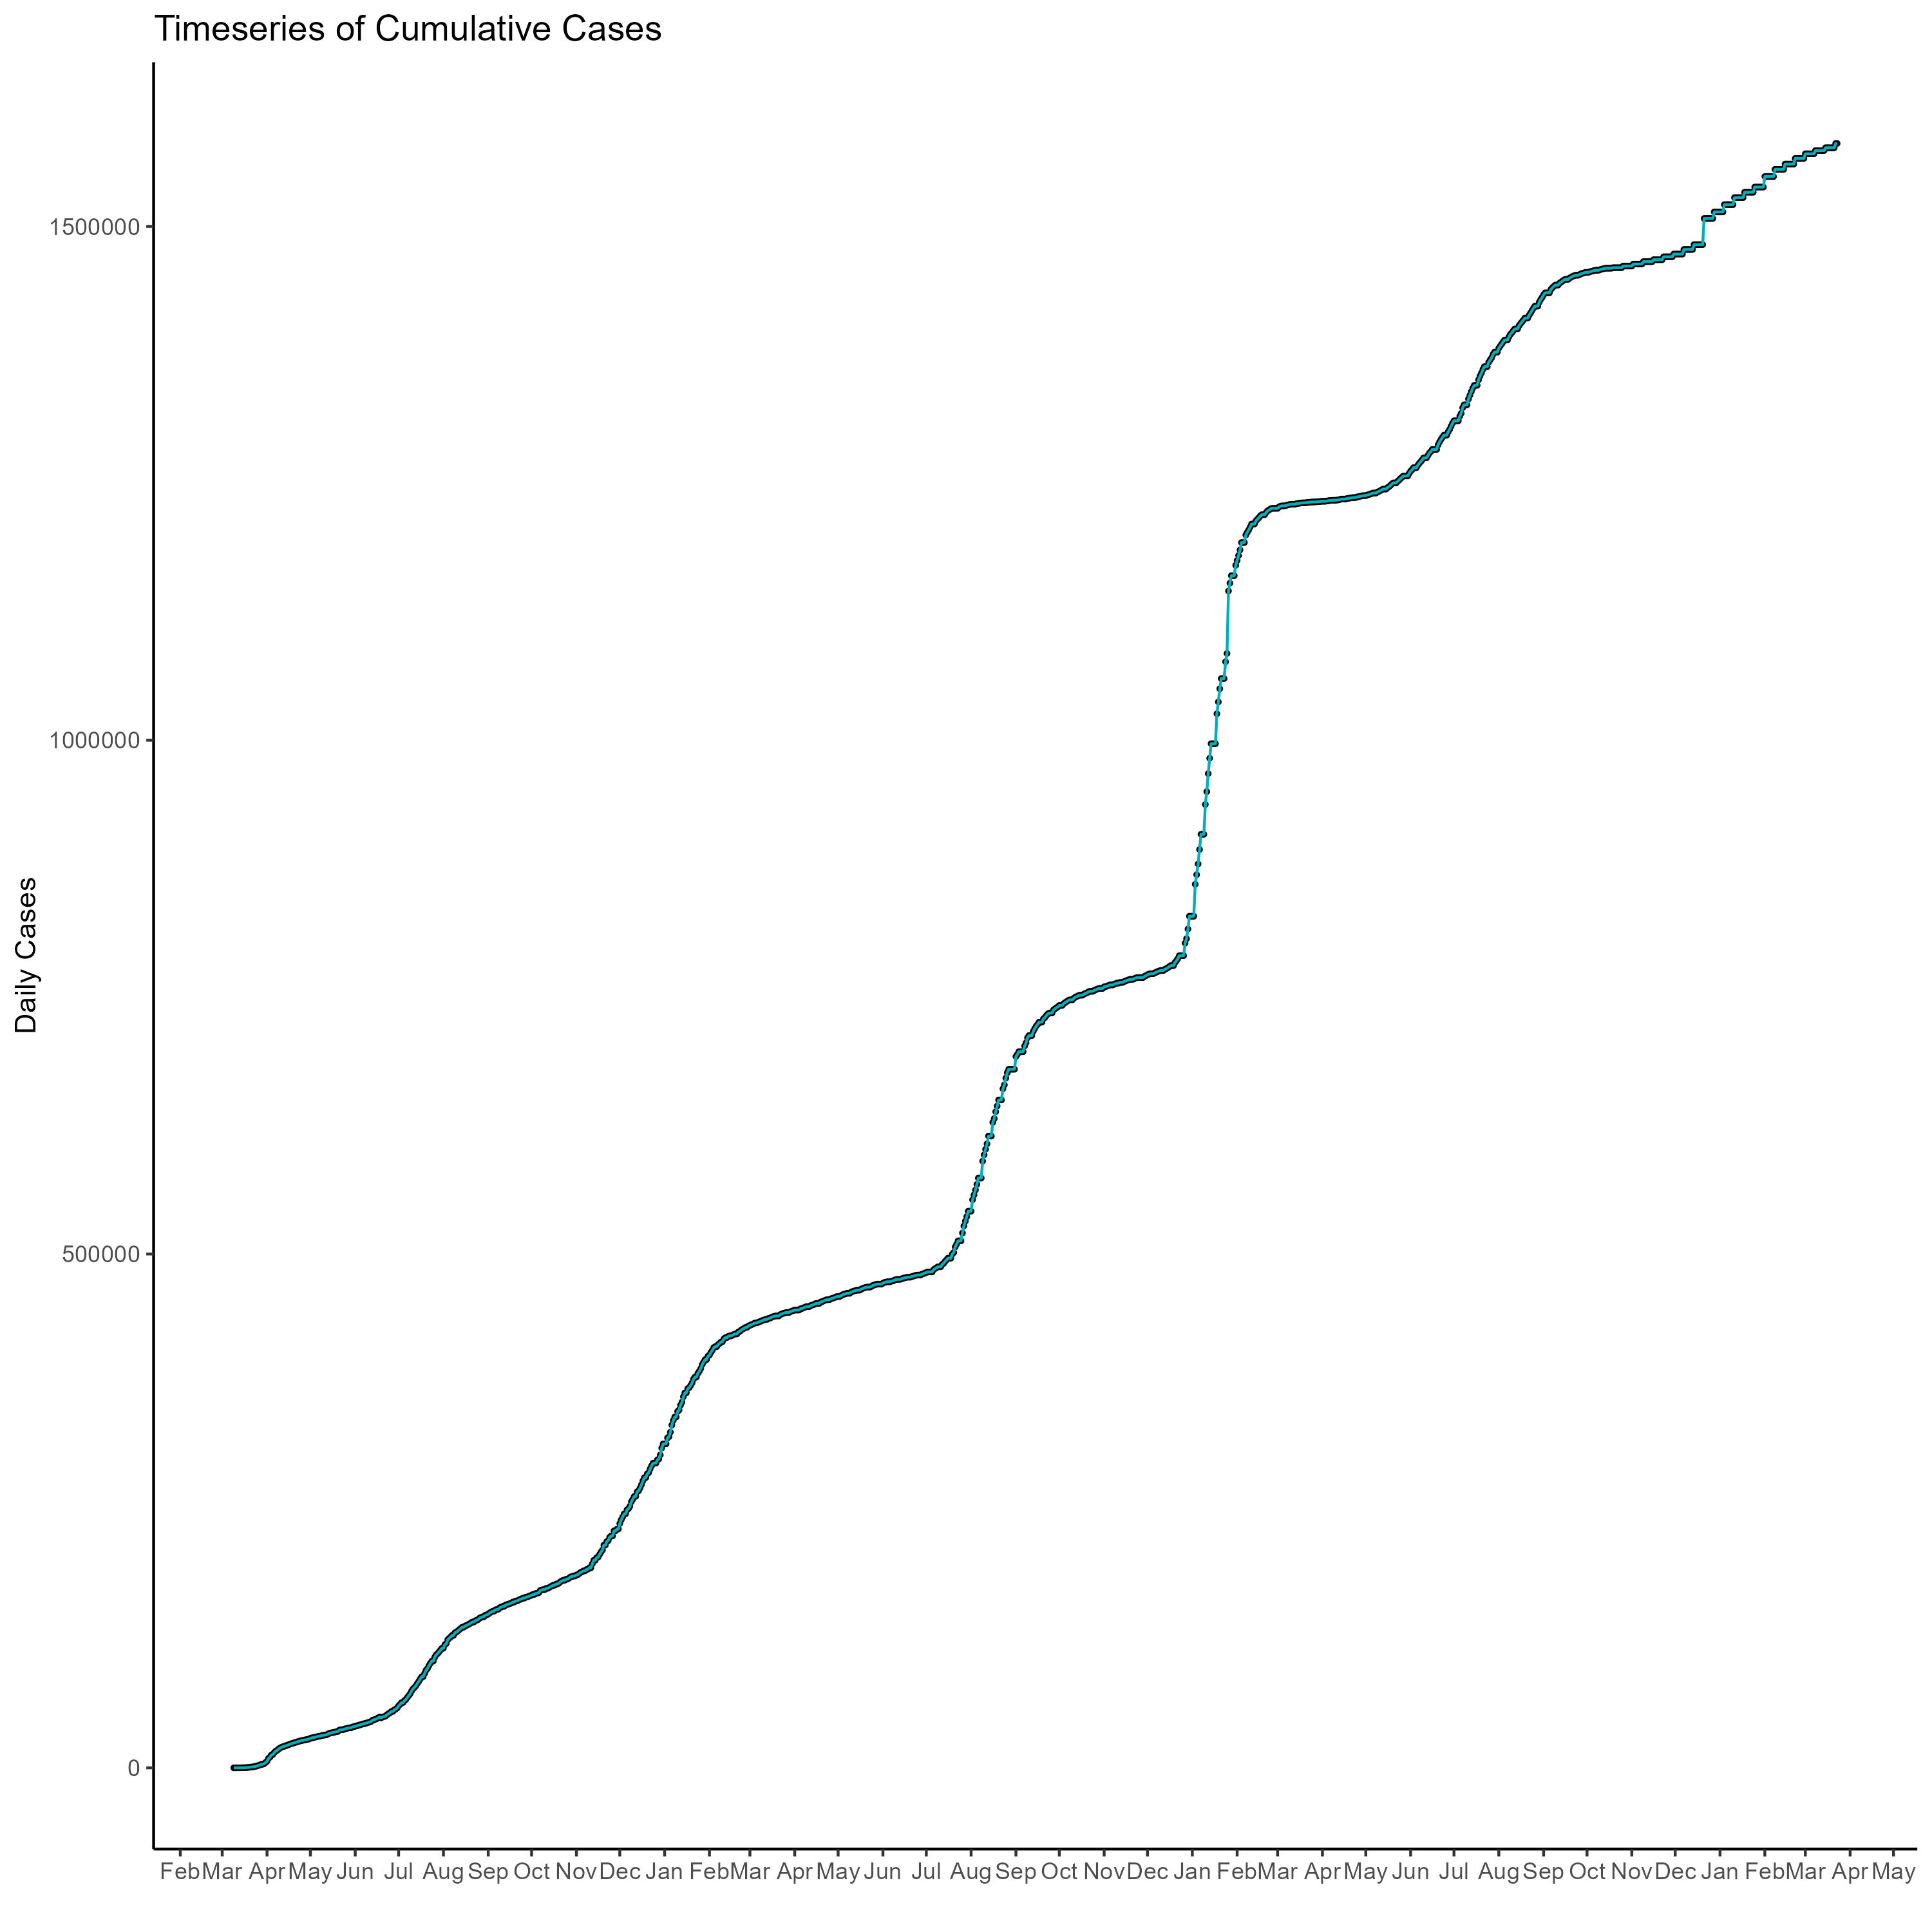 Timeseries of Cumulative Cases
Daily Cases
1500000
1000000
500000
0
Feb Mar Apr May Jun Jul Aug Sep Oct Nov Dec Jan Feb Mar Apr May Jun Jul Aug Sep Oct Nov Dec Jan Feb Mar Apr May Jun Jul Aug Sep Oct Nov Dec Jan Feb Mar Apr May